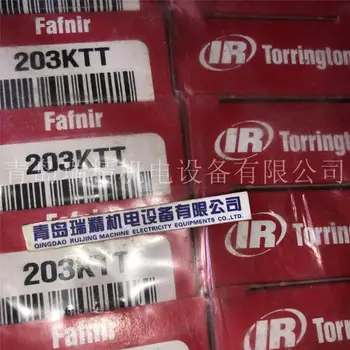 Fafnir
203KTT
IR Torrington
Fafnir
203KTT
IR Torrington
青岛瑞精机电设备有限公司
青岛瑞精机电设备有限公司
QINGDAO RUIJING MACHINE ELECTRICITY EQUIPMENT CO., LTD.
Fafnir
203KTT
IR Torrington
IR Torrington